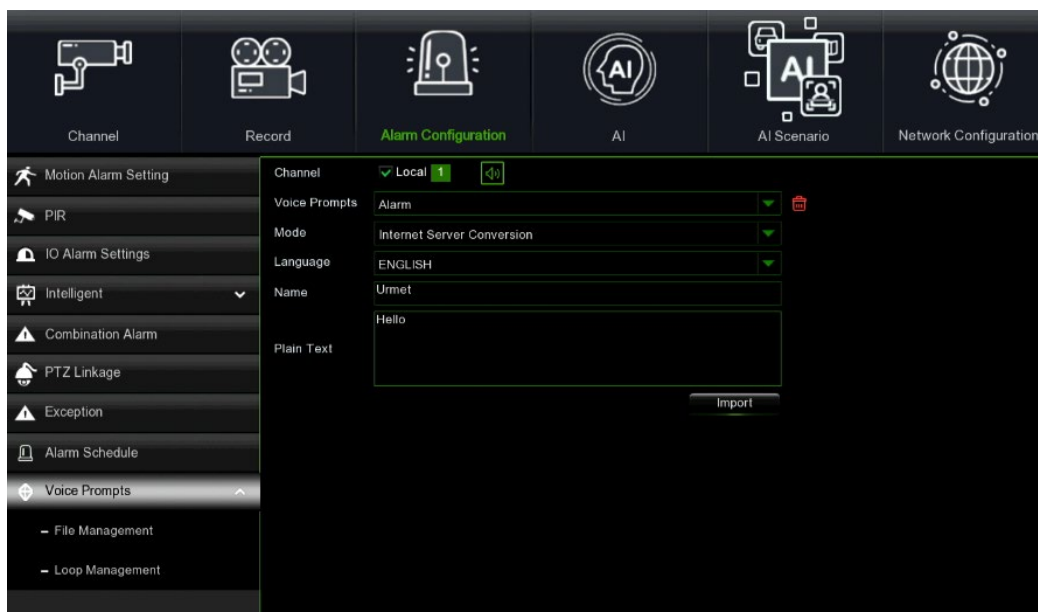 AI
AI
Channel
Record
Alarm Configuration
AI
AI Scenario
Network Configuration
Motion Alarm Setting
PIR
IO Alarm Settings
Intelligent
Combination Alarm
PTZ Linkage
Exception
Alarm Schedule
Voice Prompts
– File Management
– Loop Management
Channel Local 1
Voice Prompts Alarm
Mode Internet Server Conversion
Language ENGLISH
Name Urmet
Plain Text Hello
Import